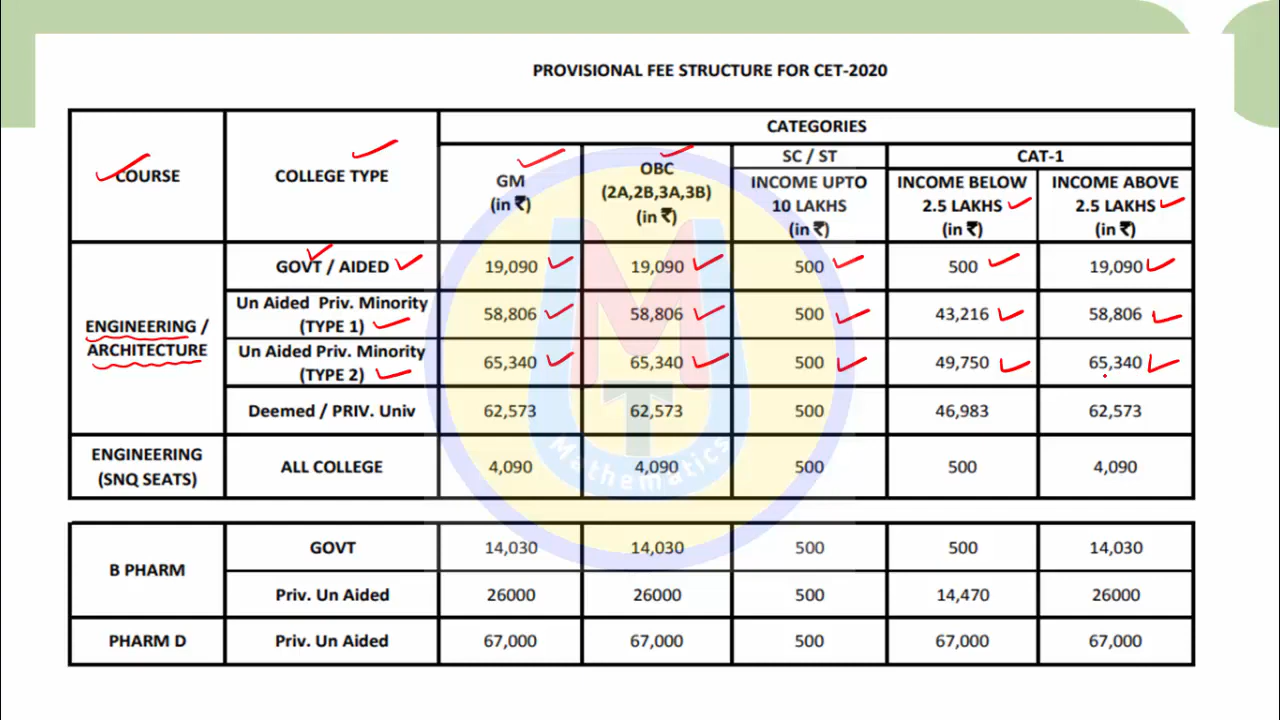 PROVISIONAL FEE STRUCTURE FOR CET-2020
COURSE
COLLEGE TYPE
CATEGORIES
GM
(in ₹)
OBC
(2A,2B,3A,3B)
(in ₹)
SC / ST
INCOME UPTO
10 LAKHS
(in ₹)
CAT-1
INCOME BELOW
2.5 LAKHS
(in ₹)
INCOME ABOVE
2.5 LAKHS
(in ₹)
ENGINEERING /
ARCHITECTURE
GOVT / AIDED 19,090 19,090 500 500 19,090
Un Aided Priv. Minority
(TYPE 1) 58,806 58,806 500 43,216 58,806
Un Aided Priv. Minority
(TYPE 2) 65,340 65,340 500 49,750 65,340
Deemed / PRIV. Univ 62,573 62,573 500 46,983 62,573
ENGINEERING
(SNQ SEATS)
ALL COLLEGE 4,090 4,090 500 500 4,090
B PHARM
GOVT 14,030 14,030 500 500 14,030
Priv. Un Aided 26000 26000 500 14,470 26000
PHARM D Priv. Un Aided 67,000 67,000 500 67,000 67,000
MUT
Mathematics